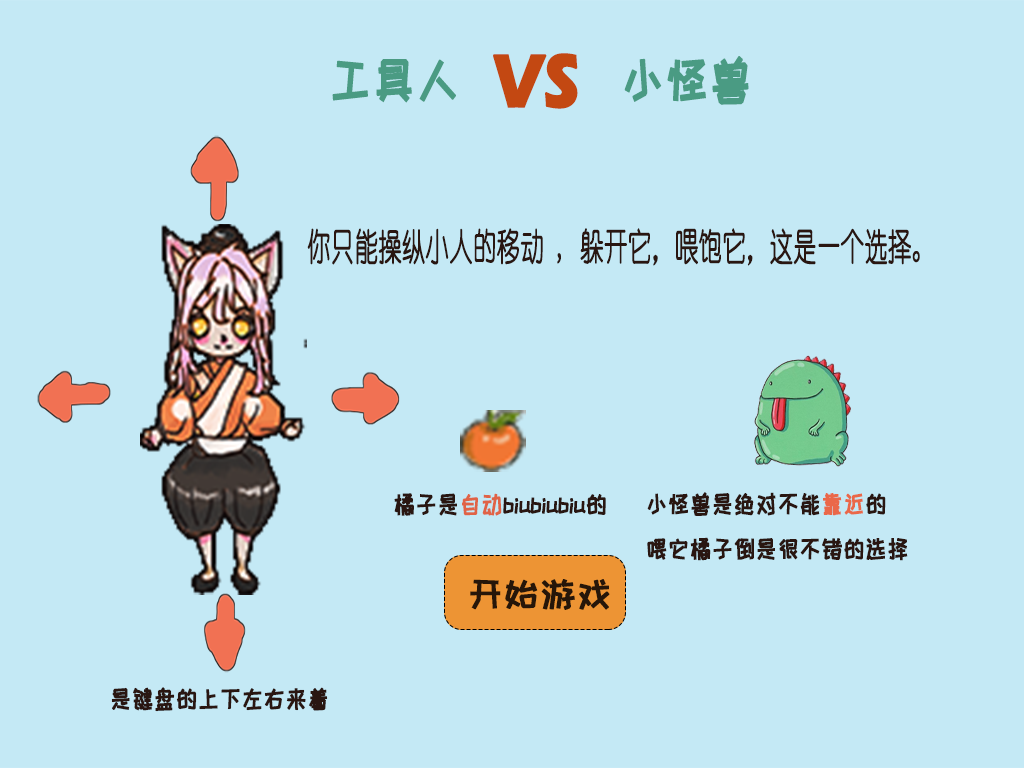 工具人 VS 小怪兽
你只能操纵小人的移动 ，躲开它，喂饱它，这是一个选择。
橘子是自动biubiubiu的
小怪兽是绝对不能靠近的
喂它橘子倒是很不错的选择
开始游戏
是键盘的上下左右来着